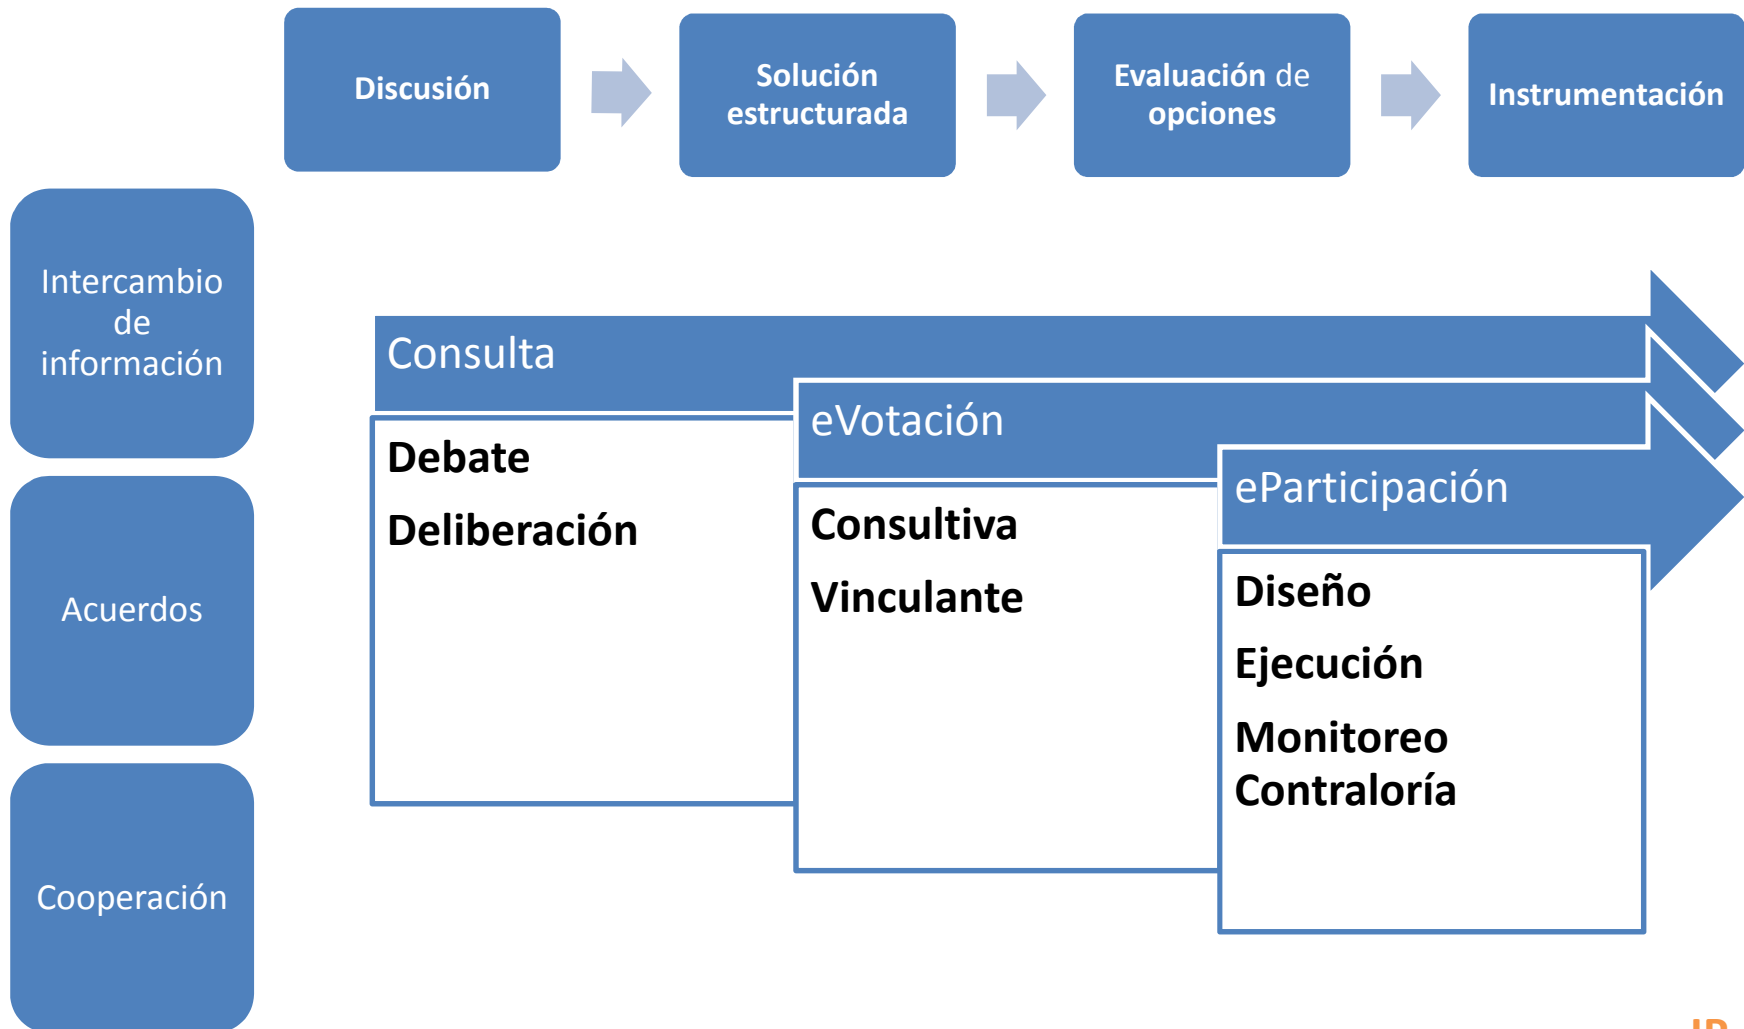 Discusión
Solución
estructurada
Evaluación de
opciones
Instrumentación
Intercambio
de
información
Acuerdos
Cooperación
Consulta
Debate
Deliberación
eVotación
Consultiva
Vinculante
eParticipación
Diseño
Ejecución
Monitoreo
Contraloría